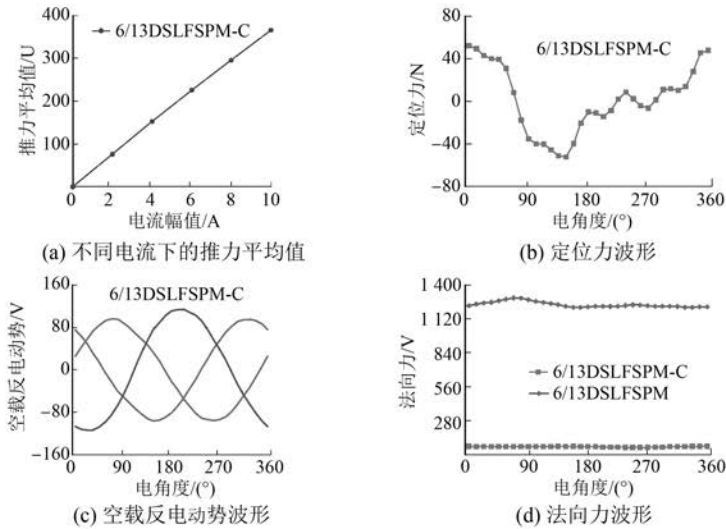 400
300
200
100
0
2
4
6
8
10
推力平均值/U
6/13DSLFSPM-C
电流幅值/A
(a) 不同电流下的推力平均值
80
40
0
-40
-80
0
90
180
270
360
定位力/N
6/13DSLFSPM-C
电角度/(°)
(b) 定位力波形
160
80
0
-80
-160
0
90
180
270
360
空载反电动势/V
6/13DSLFSPM-C
电角度/(°)
(c) 空载反电动势波形
1 400
1 120
840
560
280
0
90
180
270
360
法向力/V
6/13DSLFSPM-C
6/13DSLFSPM
电角度/(°)
(d) 法向力波形